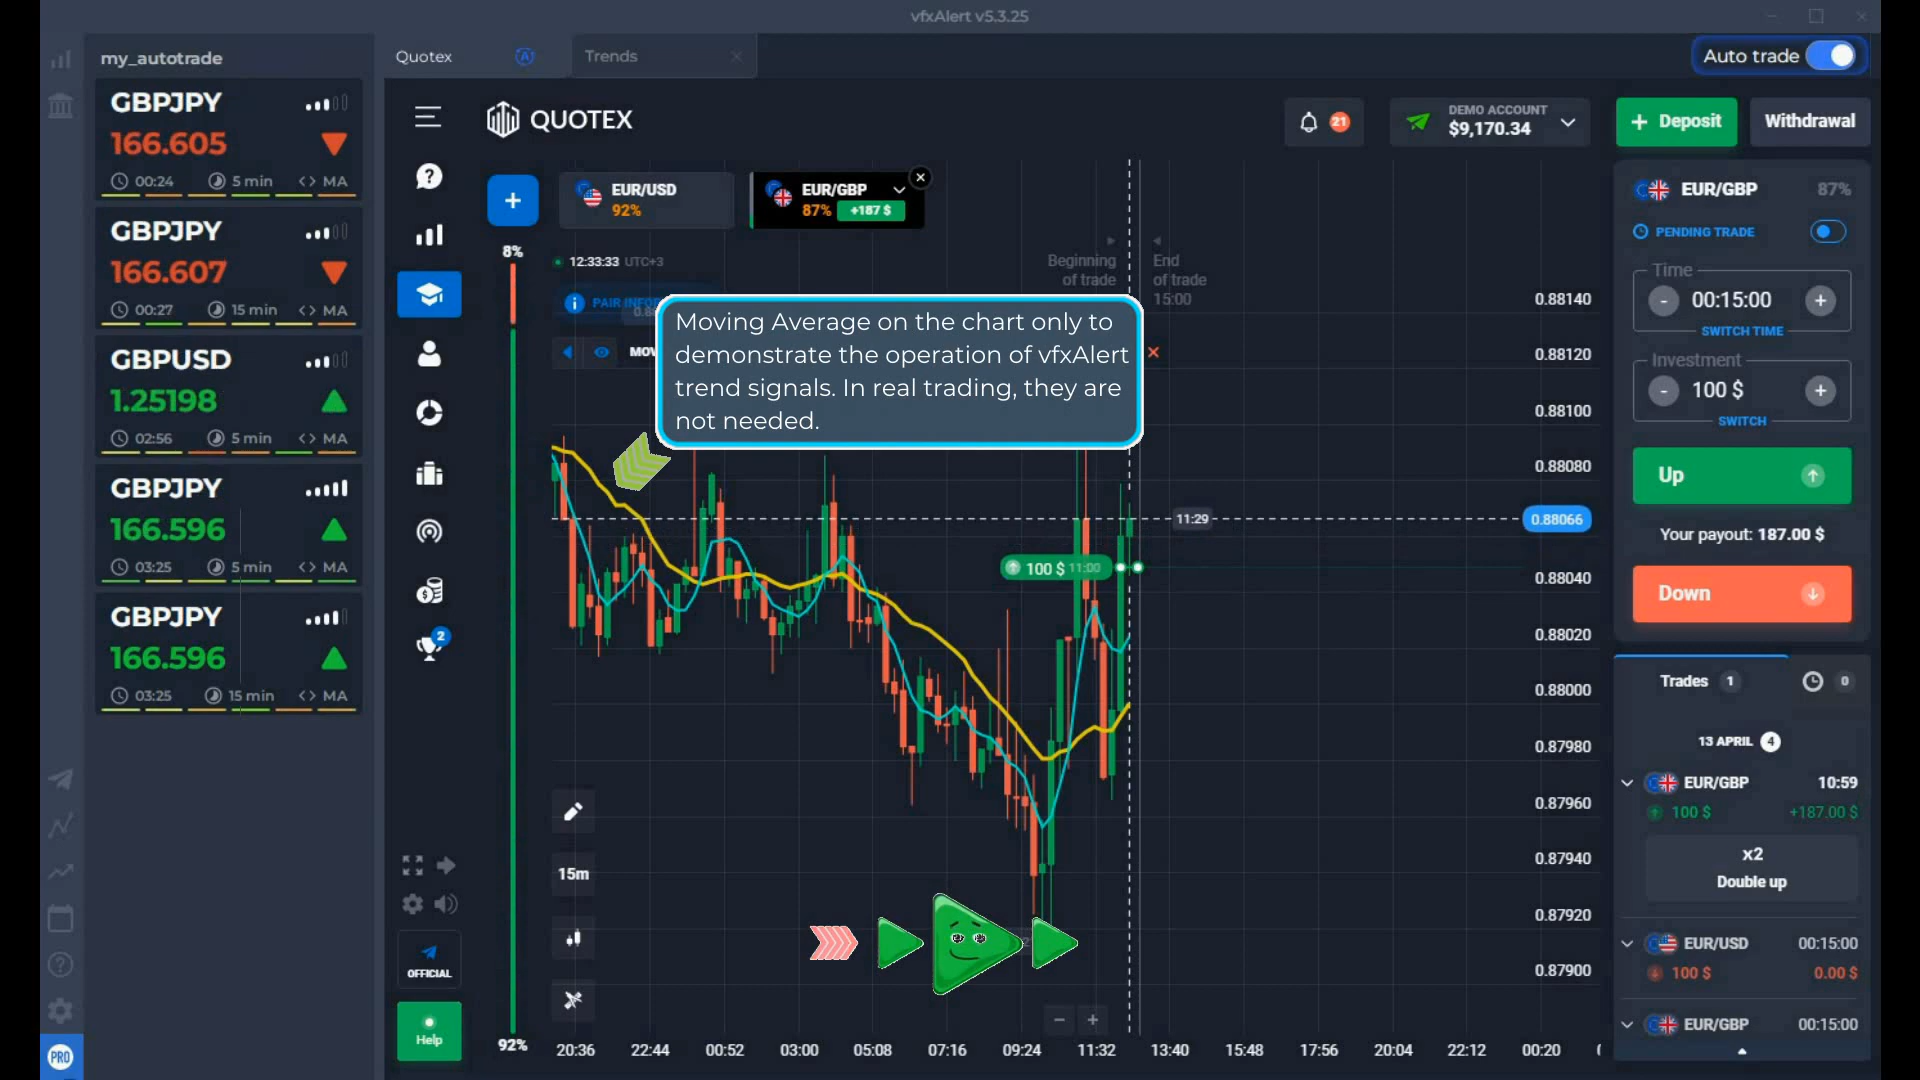 vfxAlert v5.3.25
my_autotrade
Quotex
Trends
Auto trade
GBPJPY
166.605
00:24 5 min <> MA
GBPJPY
166.607
00:27 15 min <> MA
GBPUSD
1.25198
02:56 5 min <> MA
GBPJPY
166.596
03:25 5 min <> MA
GBPJPY
166.596
03:25 15 min <> MA
PRO
QUOTEX
21
DEMO ACCOUNT
$9,170.34
+ Deposit
Withdrawal
2
OFFICIAL
Help
+
EUR/USD
92%
EUR/GBP
87% +187 $
8%
92%
12:33:33 UTC+3
PAIR INFOR
MOV
Beginning
of trade
End
of trade
15:00
Moving Average on the chart only to
demonstrate the operation of vfxAlert
trend signals. In real trading, they are
not needed.
11:29
100 $ 11:00
0.88140
0.88120
0.88100
0.88080
0.88066
0.88040
0.88020
0.88000
0.87980
0.87960
0.87940
0.87920
0.87900
15m
− +
20:36 22:44 00:52 03:00 05:08 07:16 09:24 11:32 13:40 15:48 17:56 20:04 22:12 00:20
EUR/GBP 87%
PENDING TRADE
Time
- 00:15:00 +
SWITCH TIME
Investment
- 100 $ +
SWITCH
Up
Your payout: 187.00 $
Down
Trades 1
0
13 APRIL 4
EUR/GBP 10:59
100 $ +187.00 $
x2
Double up
EUR/USD 00:15:00
100 $ 0.00 $
EUR/GBP 00:15:00